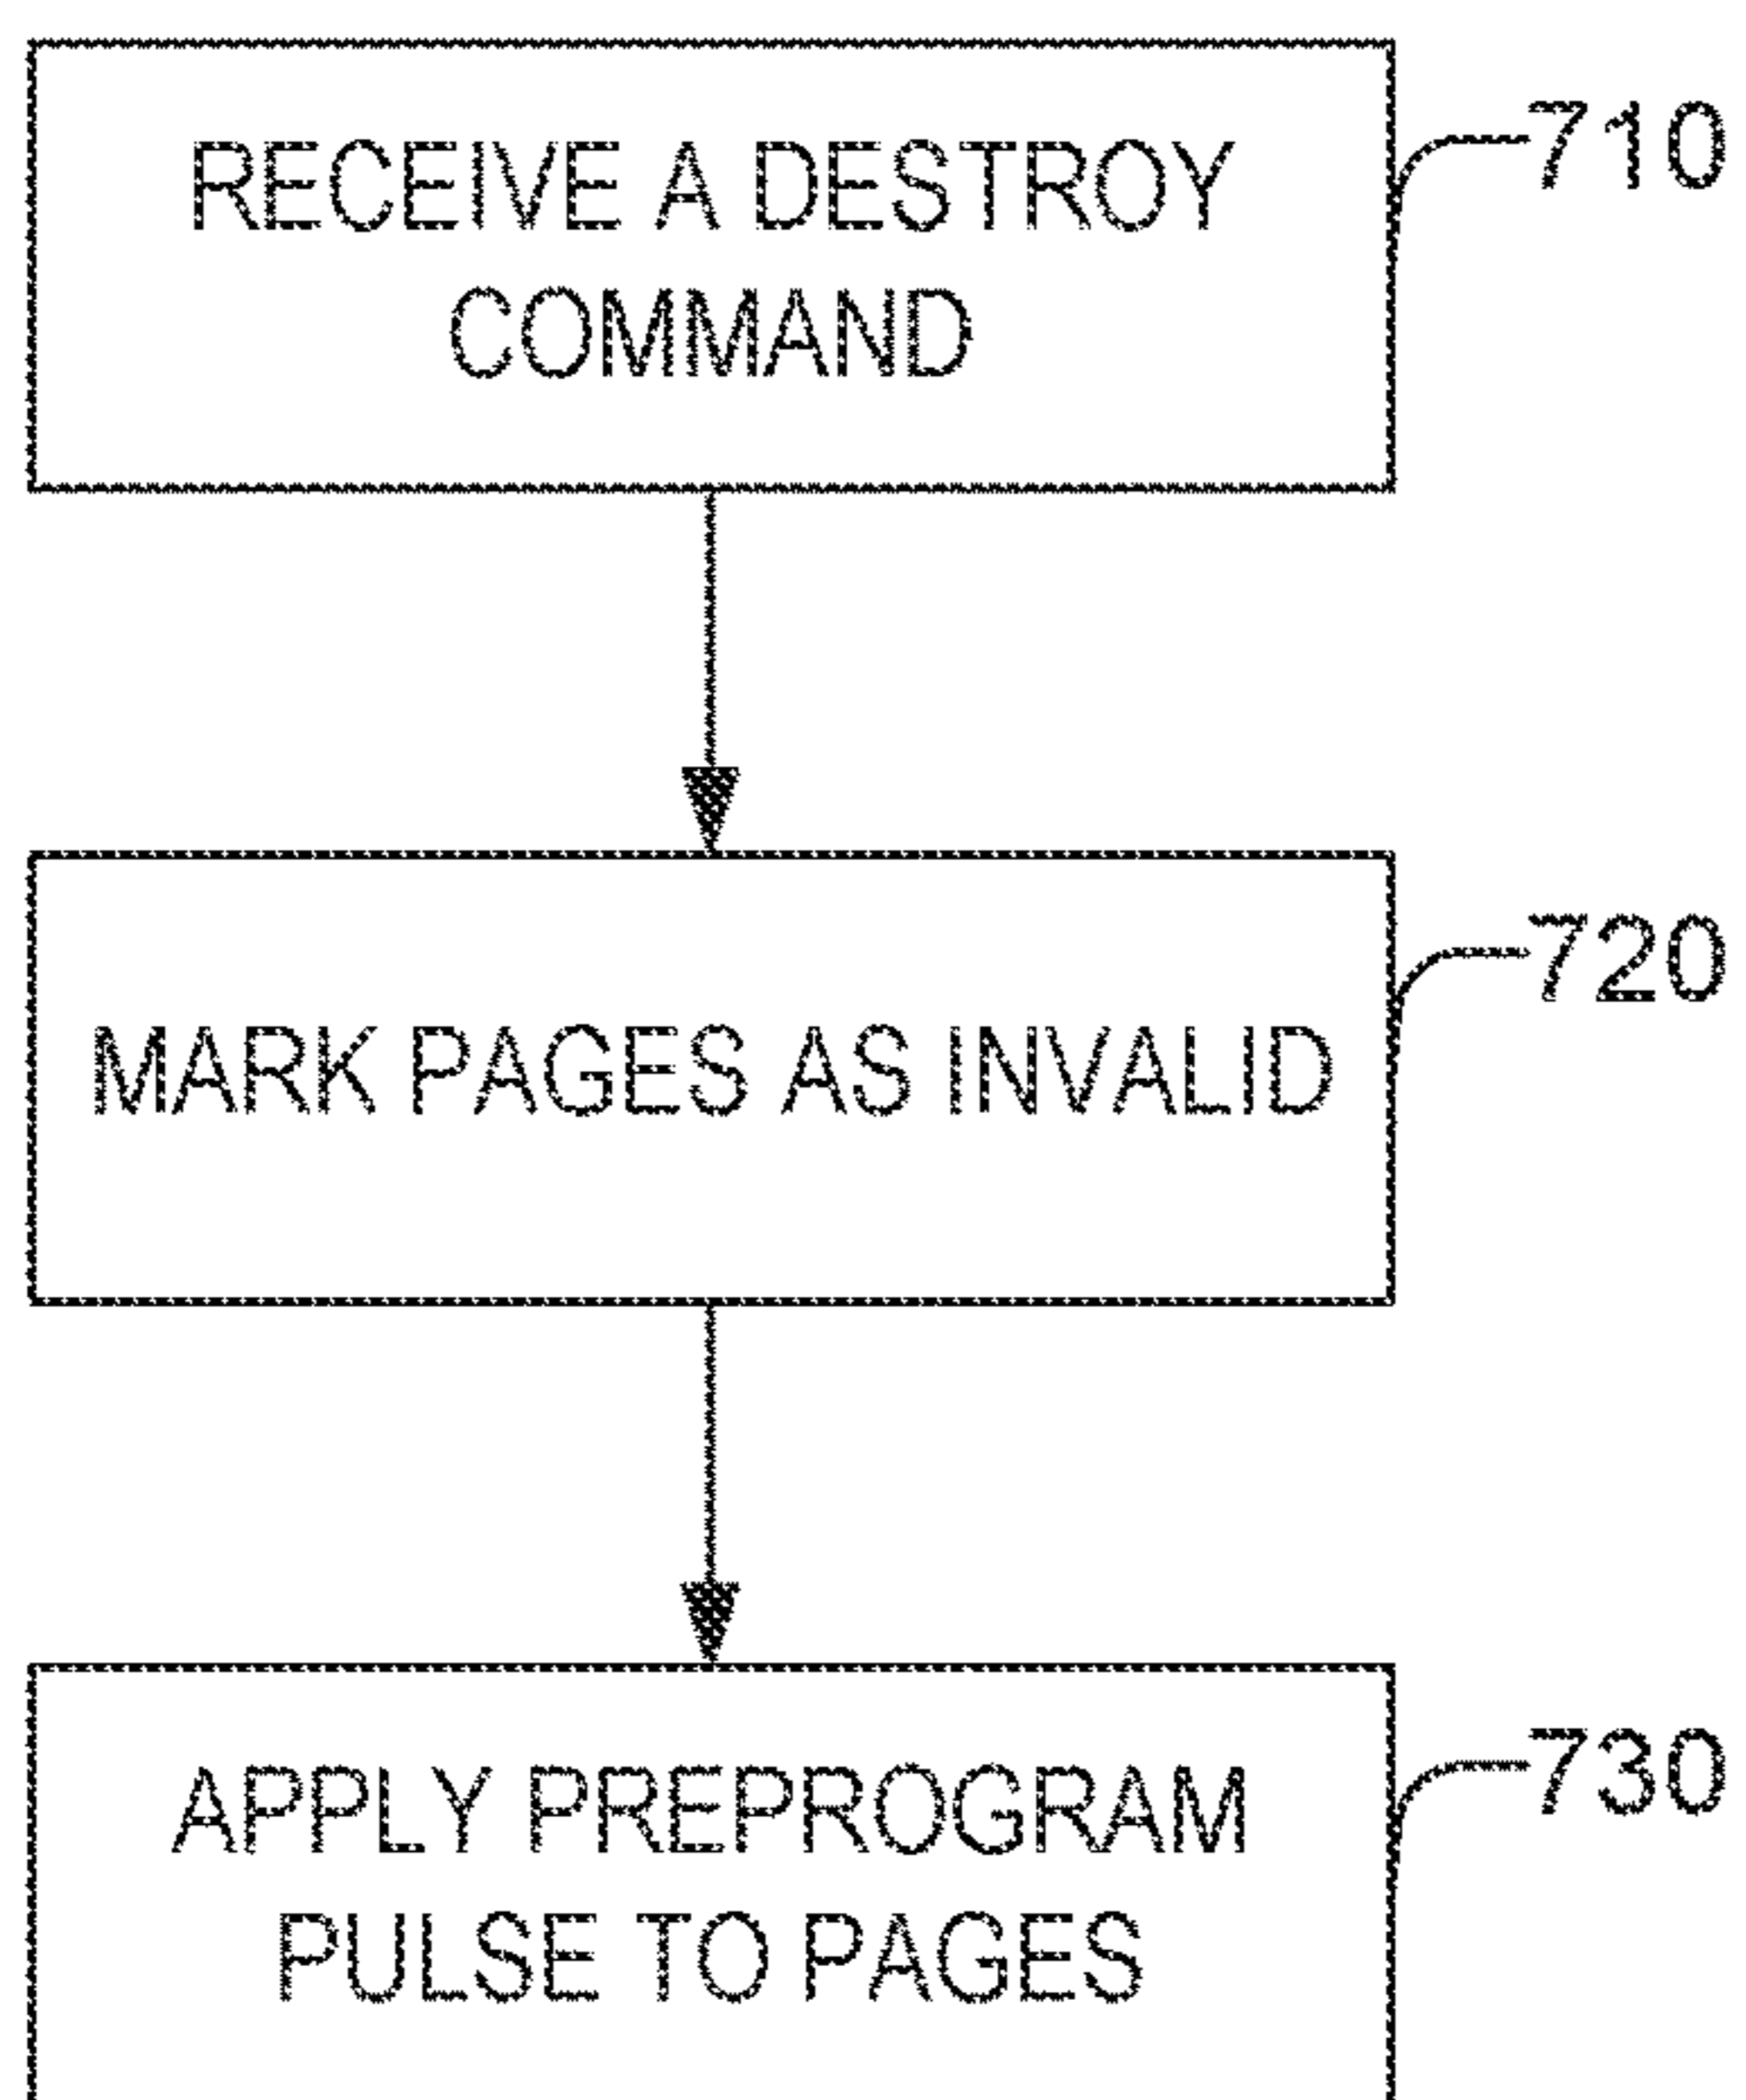 RECEIVE A DESTROY
COMMAND
710
MARK PAGES AS INVALID
720
APPLY PREPROGRAM
PULSE TO PAGES
730